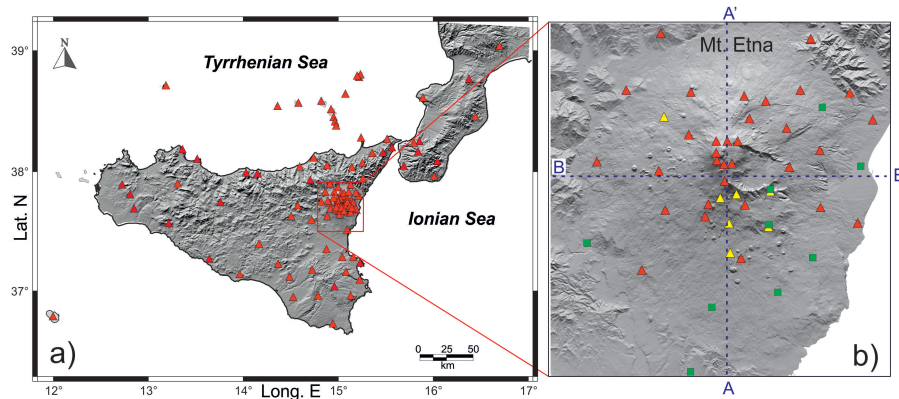 39°
38°
37°
Lat. N
N
Tyrrhenian Sea
Ionian Sea
a)
0 25 50
km
12° 13° 14° 15° 16° 17°
Long. E
A'
Mt. Etna
B
B'
A
b)